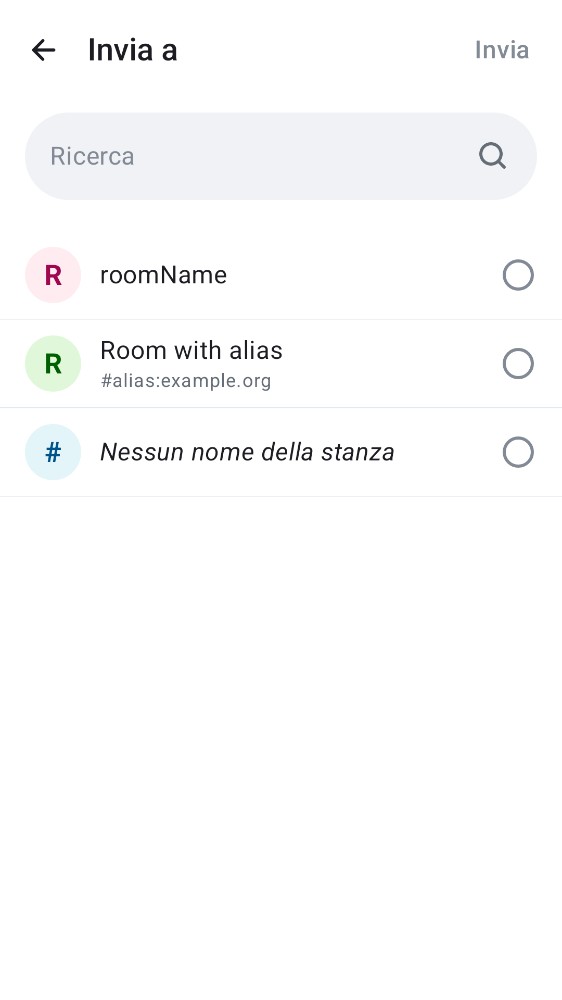 Invia a
Invia
Ricerca
R
roomName
R
Room with alias
#alias:example.org
#
Nessun nome della stanza